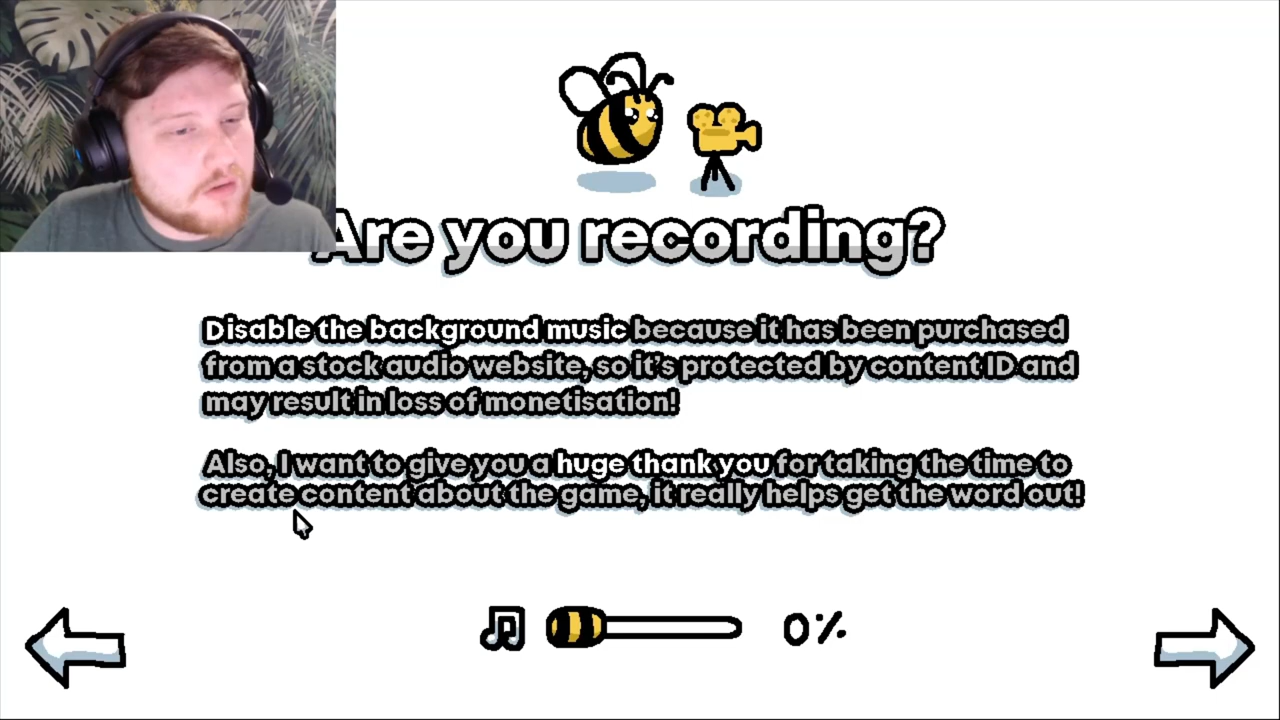 Are you recording?
Disable the background music because it has been purchased
from a stock audio website, so it's protected by content ID and
may result in loss of monetisation!
Also, I want to give you a huge thank you for taking the time to
create content about the game, it really helps get the word out!
0%